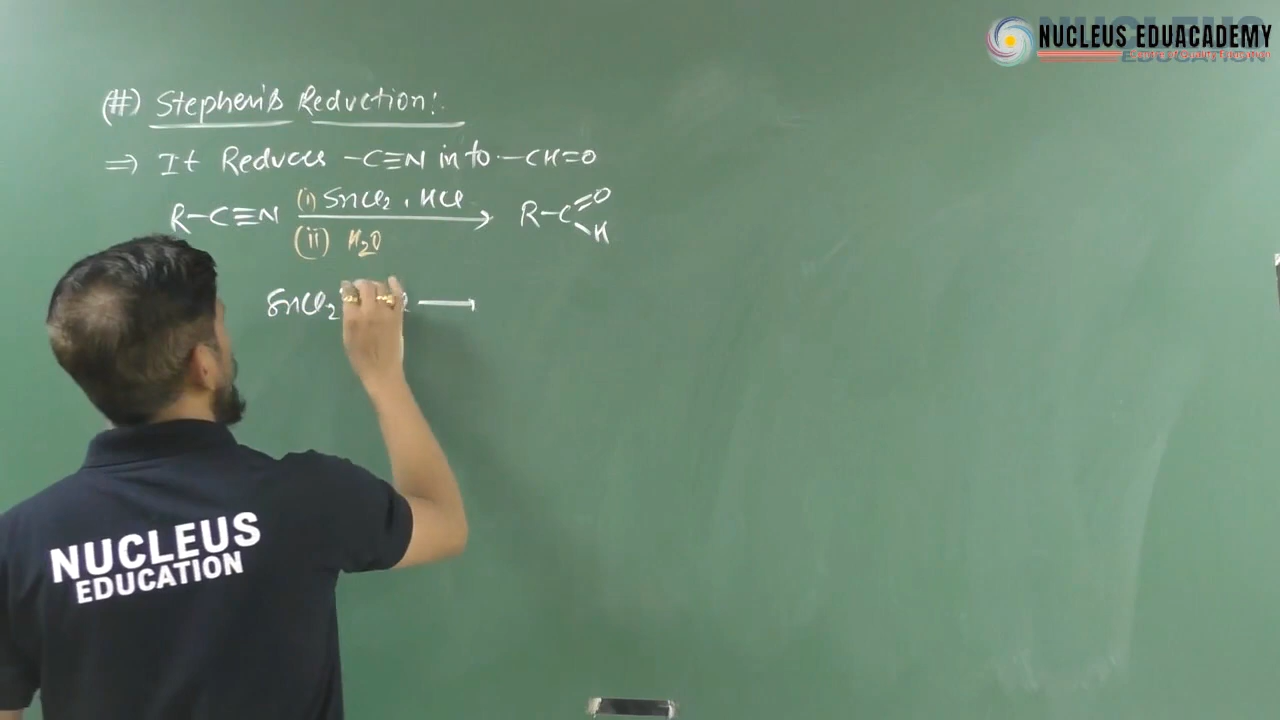 NUCLEUS EDUACADEMY
(#) Stephen's Reduction:
⇒ It Reduces -C≡N into -CH=O
R-C≡N (i) SnCl2, HCl → R-C=O
(ii) H2O H
SnCl2 →
NUCLEUS
EDUCATION